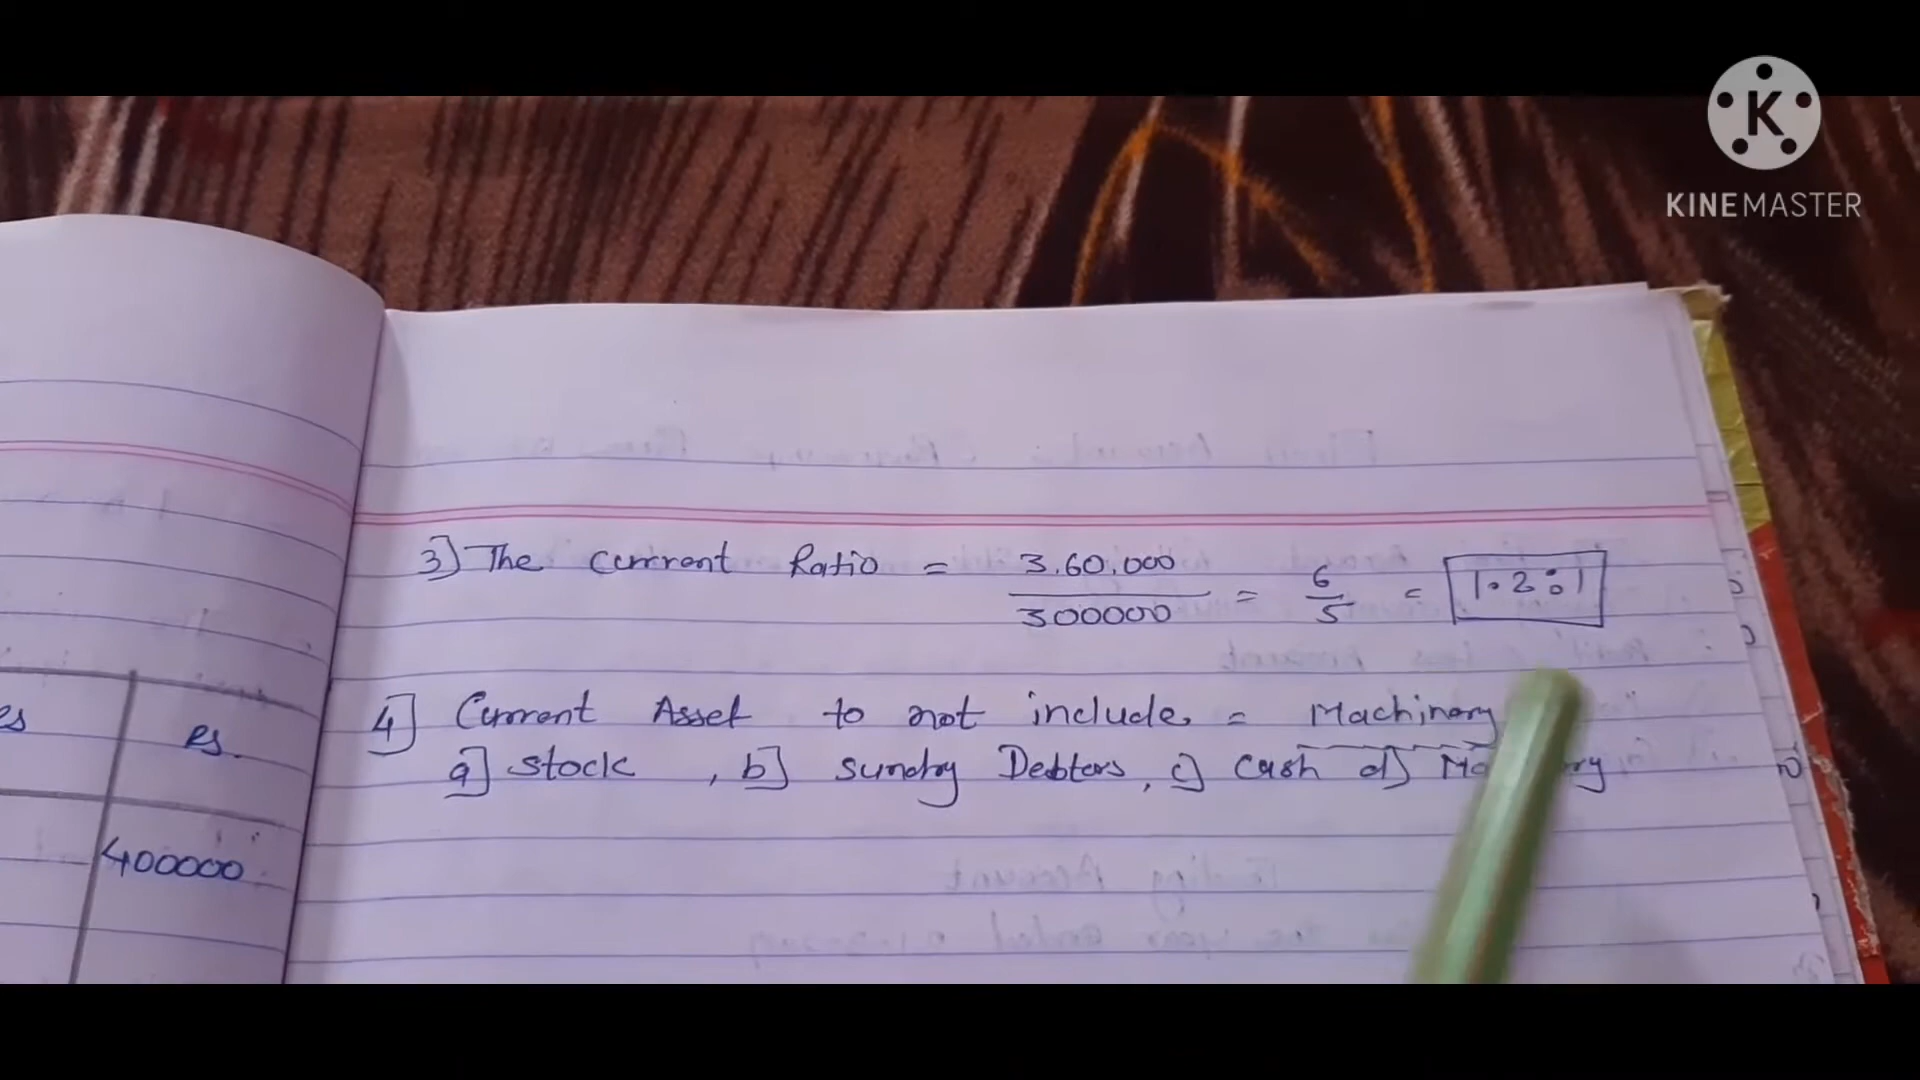 K
KINEMASTER
3] The current Ratio = 3.60.000 / 300000 = 6/5 = 1.2:1
4] Current Asset to not include. = Machinery
a] stock , b] Sundry Debters, c] Cash d]
Rs.
400000